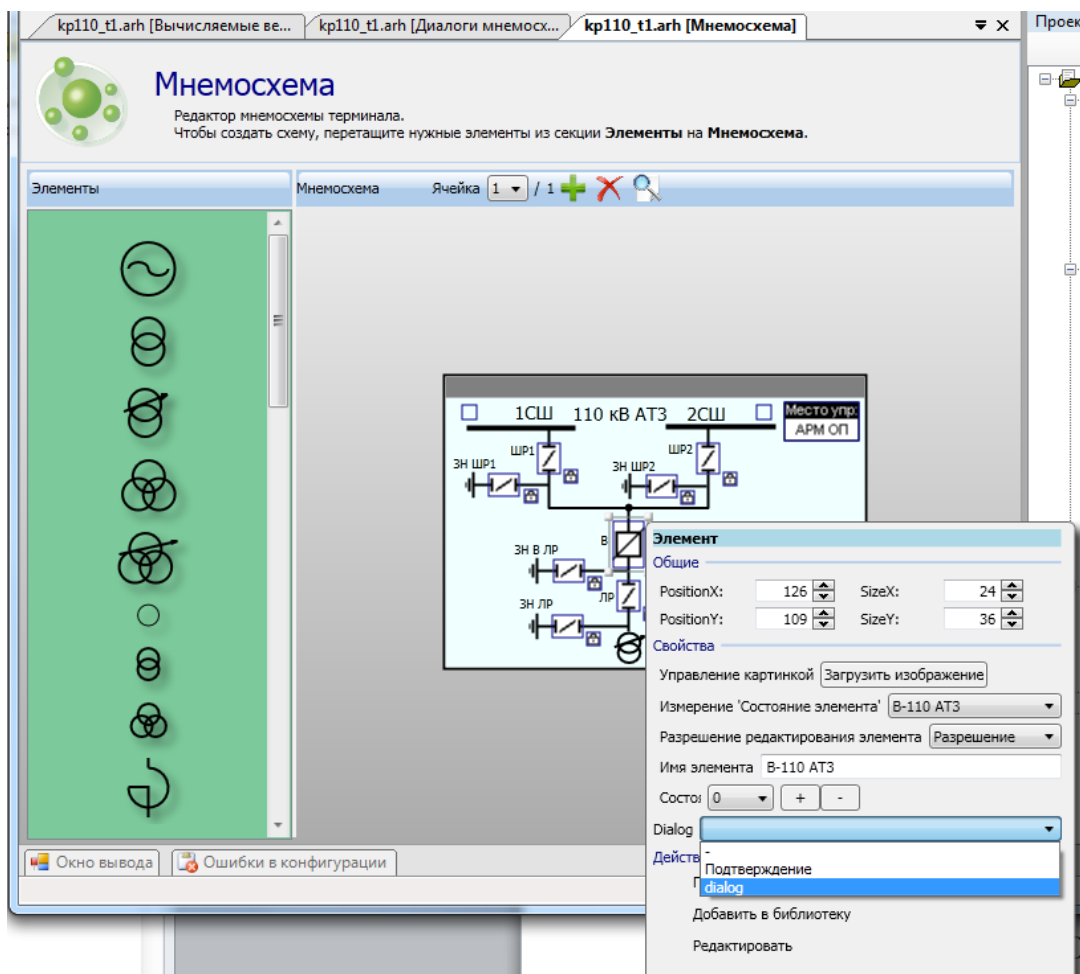 kp110_t1.arh [Вычисляемые ве...
kp110_t1.arh [Диалоги мнемосх...
kp110_t1.arh [Мнемосхема]
Проек
Мнемосхема
Редактор мнемосхемы терминала.
Чтобы создать схему, перетащите нужные элементы из секции Элементы на Мнемосхема.
Элементы
Мнемосхема
Ячейка 1 / 1
1СШ 110 кВ АТ3 2СШ
Место упр:
АРМ ОП
ШР1
ШР2
ЗН ШР1
ЗН ШР2
В
ЗН В ЛР
ЛР
ЗН ЛР
Элемент
Общие
PositionX: 126 SizeX: 24
PositionY: 109 SizeY: 36
Свойства
Управление картинкой Загрузить изображение
Измерение 'Состояние элемента' В-110 АТ3
Разрешение редактирования элемента Разрешение
Имя элемента В-110 АТ3
Состо 0 + -
Dialog
-
Действ
Подтверждение
dialog
Добавить в библиотеку
Редактировать
Окно вывода
Ошибки в конфигурации